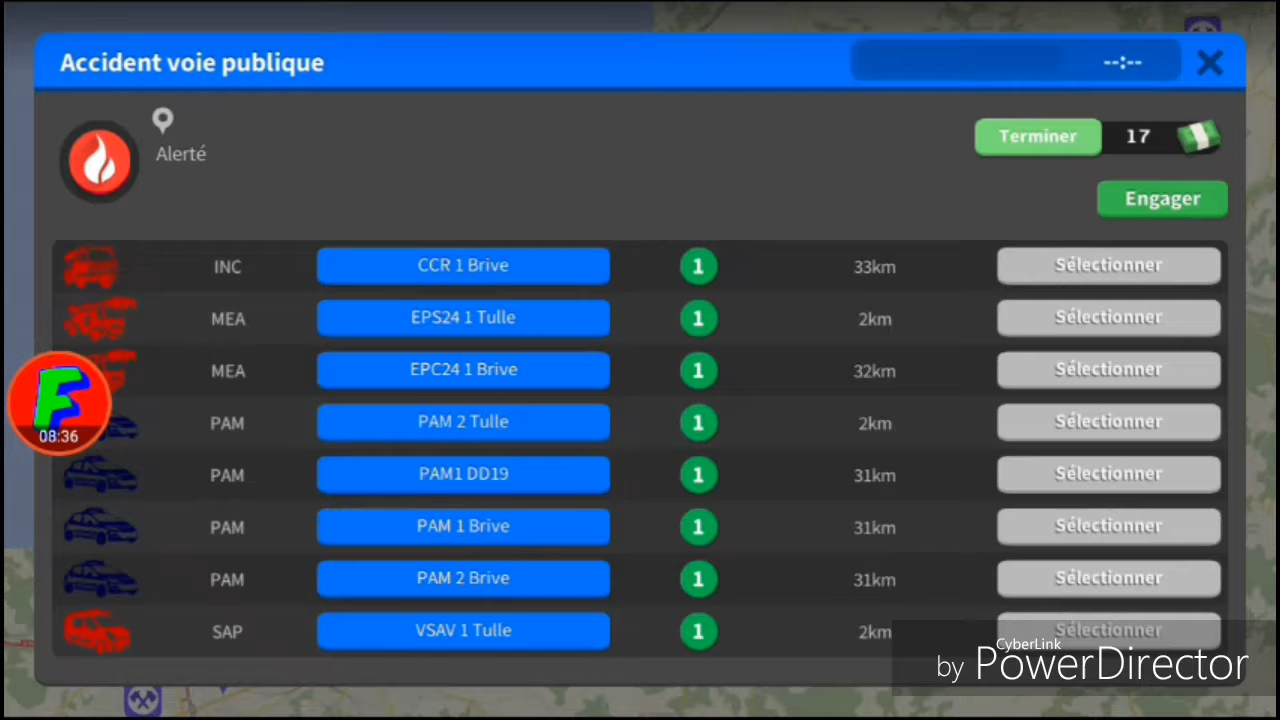 Accident voie publique --:--
Alerté
Terminer 17
Engager
INC CCR 1 Brive 1 33km Sélectionner
MEA EPS24 1 Tulle 1 2km Sélectionner
MEA EPC24 1 Brive 1 32km Sélectionner
F
08:36
PAM PAM 2 Tulle 1 2km Sélectionner
PAM PAM1 DD19 1 31km Sélectionner
PAM PAM 1 Brive 1 31km Sélectionner
PAM PAM 2 Brive 1 31km Sélectionner
SAP VSAV 1 Tulle 1 2km Sélectionner
CyberLink
by PowerDirector